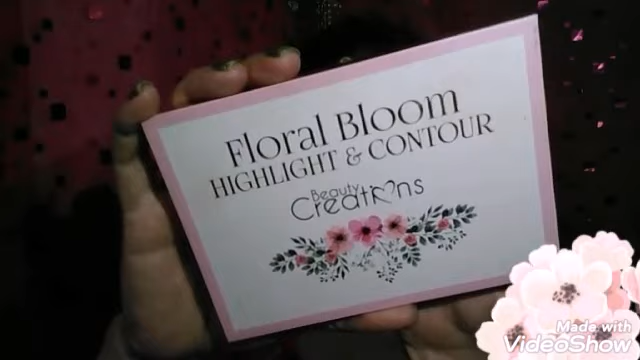 Floral Bloom
HIGHLIGHT & CONTOUR
Beauty
Creations
Made with
VideoShow